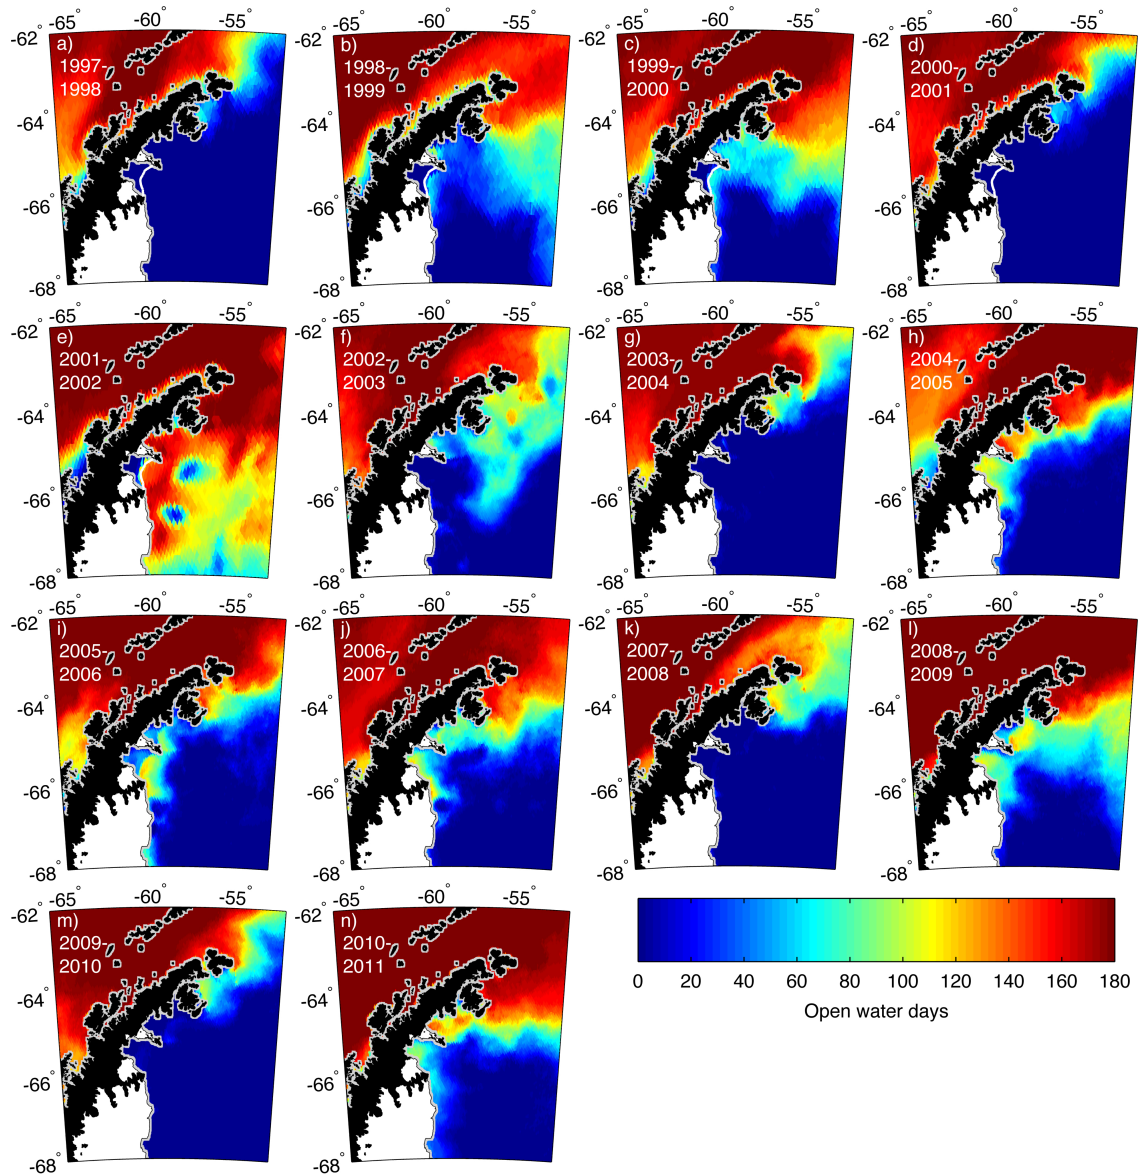 -65° -60° -55° -65° -60° -55° -65° -60° -55° -65° -60° -55°
-62° a) 1997-1998 -62° b) 1998-1999 -62° c) 1999-2000 -62° d) 2000-2001
-64° -64° -64° -64°
-66° -66° -66° -66°
-68° -68° -68° -68°
-65° -60° -55° -65° -60° -55° -65° -60° -55° -65° -60° -55°
-62° e) 2001-2002 -62° f) 2002-2003 -62° g) 2003-2004 -62° h) 2004-2005
-64° -64° -64° -64°
-66° -66° -66° -66°
-68° -68° -68° -68°
-65° -60° -55° -65° -60° -55° -65° -60° -55° -65° -60° -55°
-62° i) 2005-2006 -62° j) 2006-2007 -62° k) 2007-2008 -62° l) 2008-2009
-64° -64° -64° -64°
-66° -66° -66° -66°
-68° -68° -68° -68°
-65° -60° -55° -65° -60° -55°
-62° m) 2009-2010 -62° n) 2010-2011
-64° -64°
-66° -66°
-68° -68°
0 20 40 60 80 100 120 140 160 180
Open water days